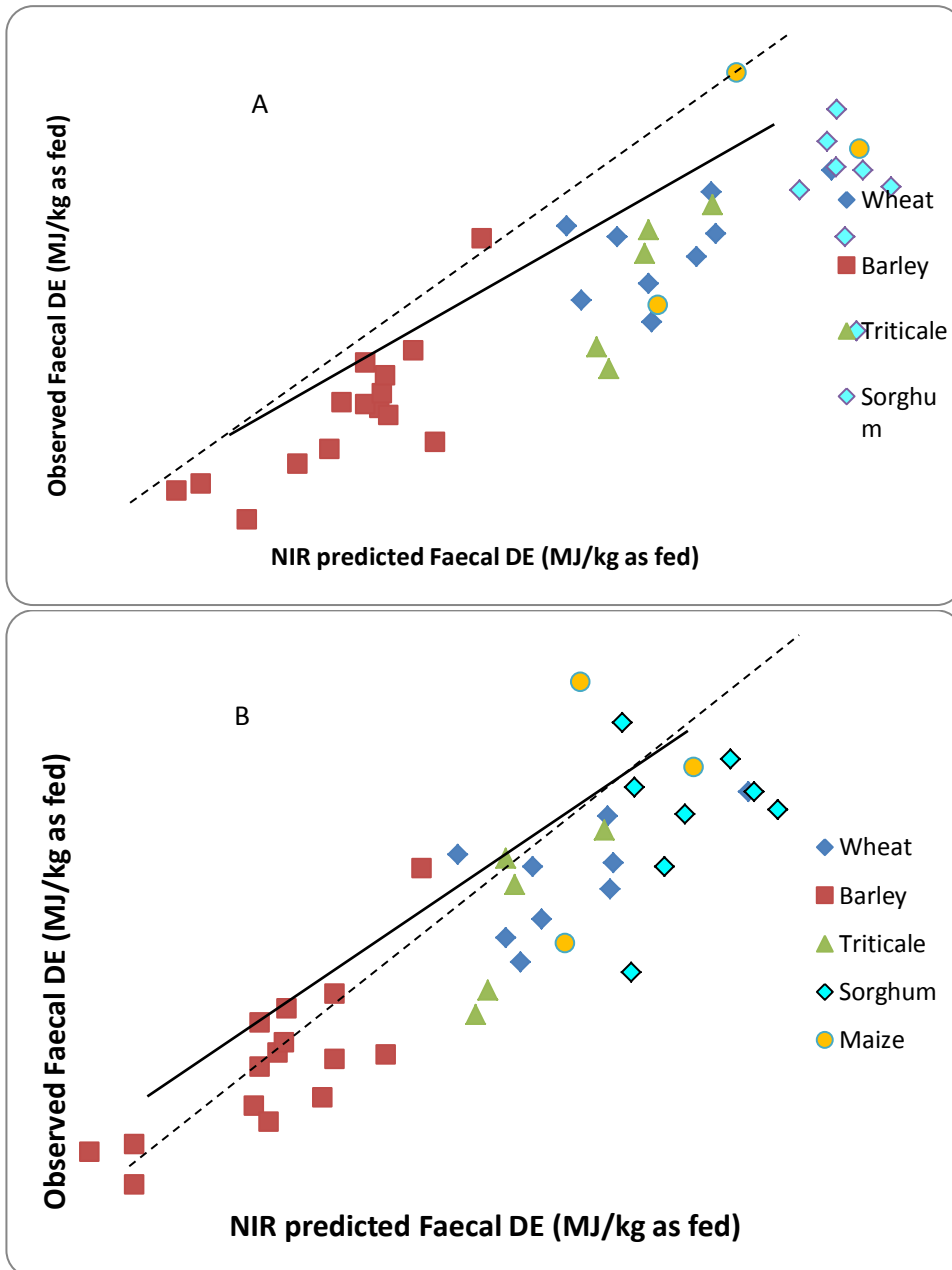 A
Observed Faecal DE (MJ/kg as fed)
Wheat
Barley
Triticale
Sorghu
m
NIR predicted Faecal DE (MJ/kg as fed)
B
Observed Faecal DE (MJ/kg as fed)
Wheat
Barley
Triticale
Sorghum
Maize
NIR predicted Faecal DE (MJ/kg as fed)